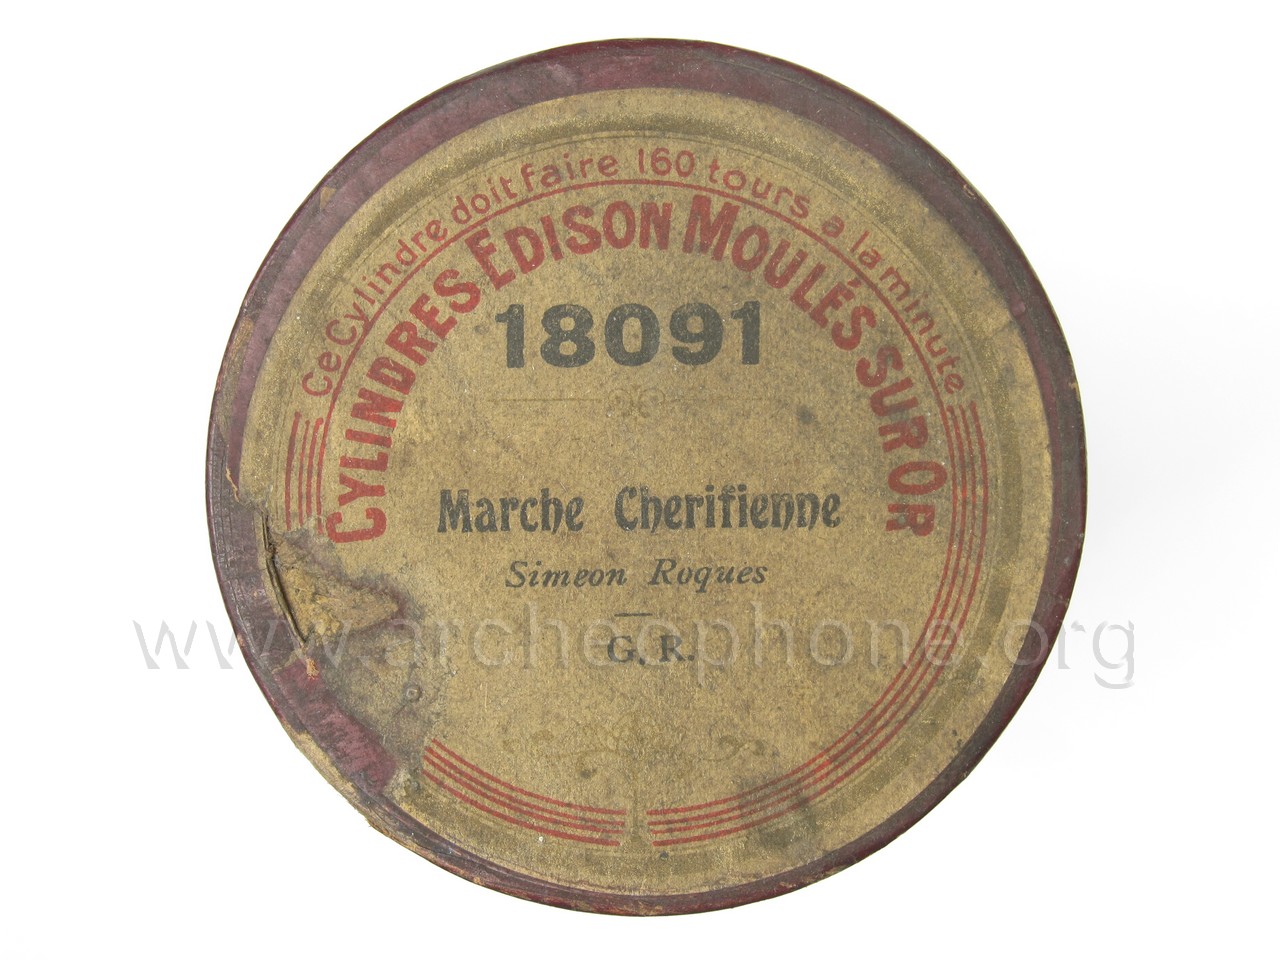 Ce Cylindre doit faire 160 tours a la minute
CYLINDRES EDISON MOULÉS SUR OR
18091
Marche Cherifienne
Simeon Roques
G. R.
www.archeophone.org